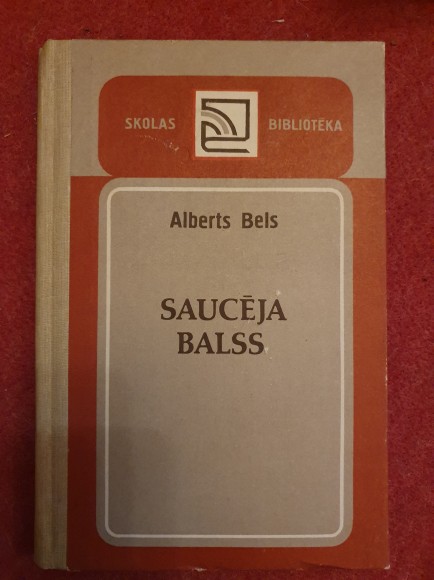 SKOLAS BIBLIOTĒKA
Alberts Bels
SAUCĒJA
BALSS